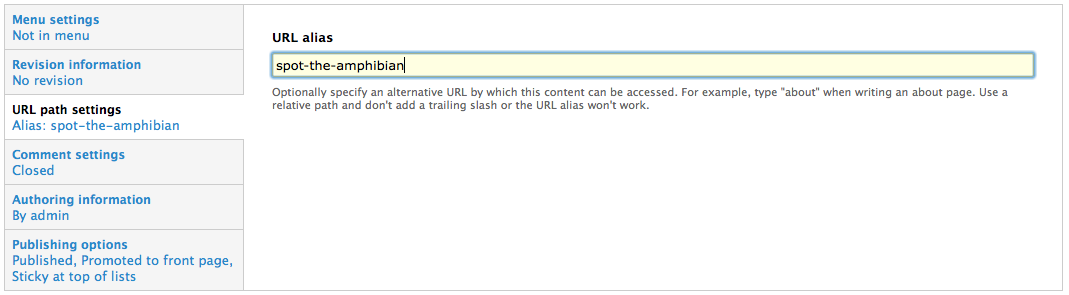 Menu settings
Not in menu
Revision information
No revision
URL path settings
Alias: spot-the-amphibian
Comment settings
Closed
Authoring information
By admin
Publishing options
Published, Promoted to front page,
Sticky at top of lists
URL alias
spot-the-amphibian
Optionally specify an alternative URL by which this content can be accessed. For example, type "about" when writing an about page. Use a
relative path and don't add a trailing slash or the URL alias won't work.